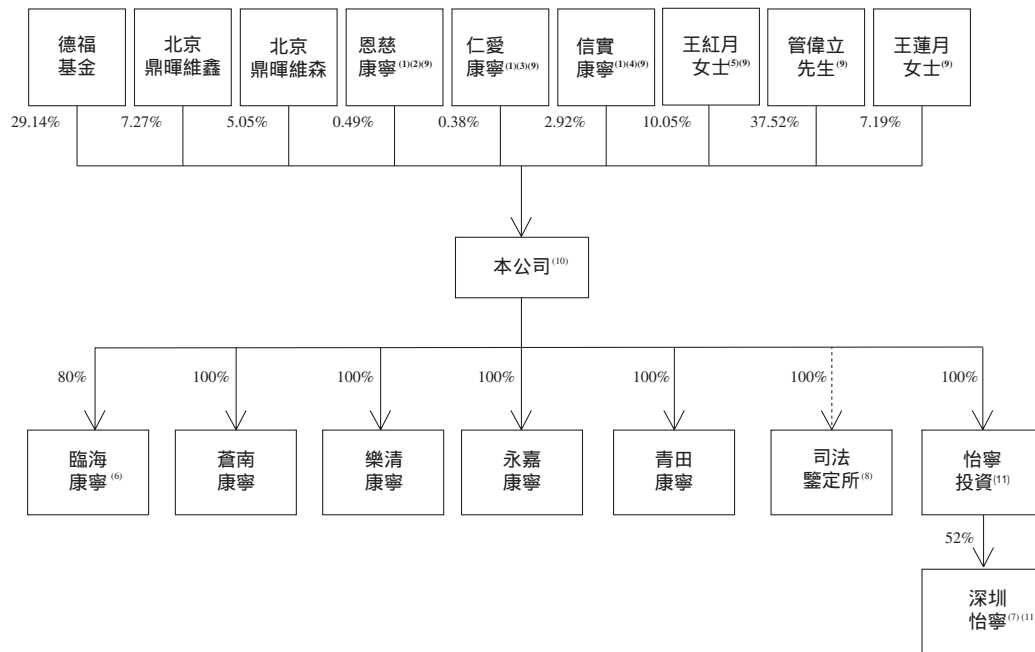 德福
基金
北京
鼎暉維鑫
北京
鼎暉維森
恩慈
康寧(1)(2)(9)
仁愛
康寧(1)(3)(9)
信實
康寧(1)(4)(9)
王紅月
女士(5)(9)
管偉立
先生(9)
王蓮月
女士(9)
29.14%
7.27%
5.05%
0.49%
0.38%
2.92%
10.05%
37.52%
7.19%
本公司(10)
80%
100%
100%
100%
100%
100%
100%
臨海
康寧(6)
蒼南
康寧
樂清
康寧
永嘉
康寧
青田
康寧
司法
鑒定所(8)
怡寧
投資(11)
52%
深圳
怡寧(7)(11